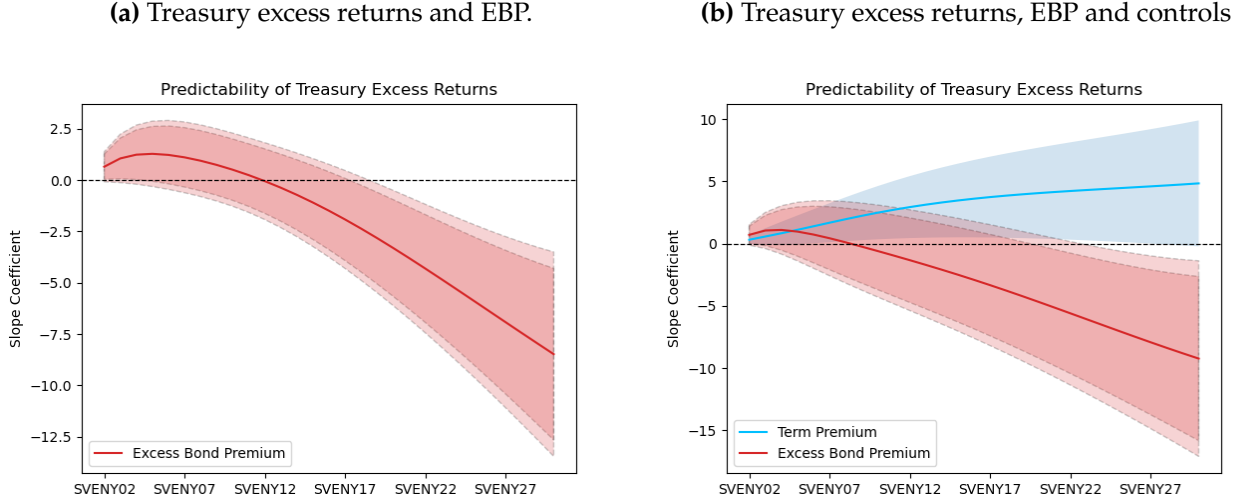 (a) Treasury excess returns and EBP.
Predictability of Treasury Excess Returns
Slope Coefficient
2.5
0.0
−2.5
−5.0
−7.5
−10.0
−12.5
Excess Bond Premium
SVENY02 SVENY07 SVENY12 SVENY17 SVENY22 SVENY27
(b) Treasury excess returns, EBP and controls
Predictability of Treasury Excess Returns
Slope Coefficient
10
5
0
−5
−10
−15
Term Premium
Excess Bond Premium
SVENY02 SVENY07 SVENY12 SVENY17 SVENY22 SVENY27